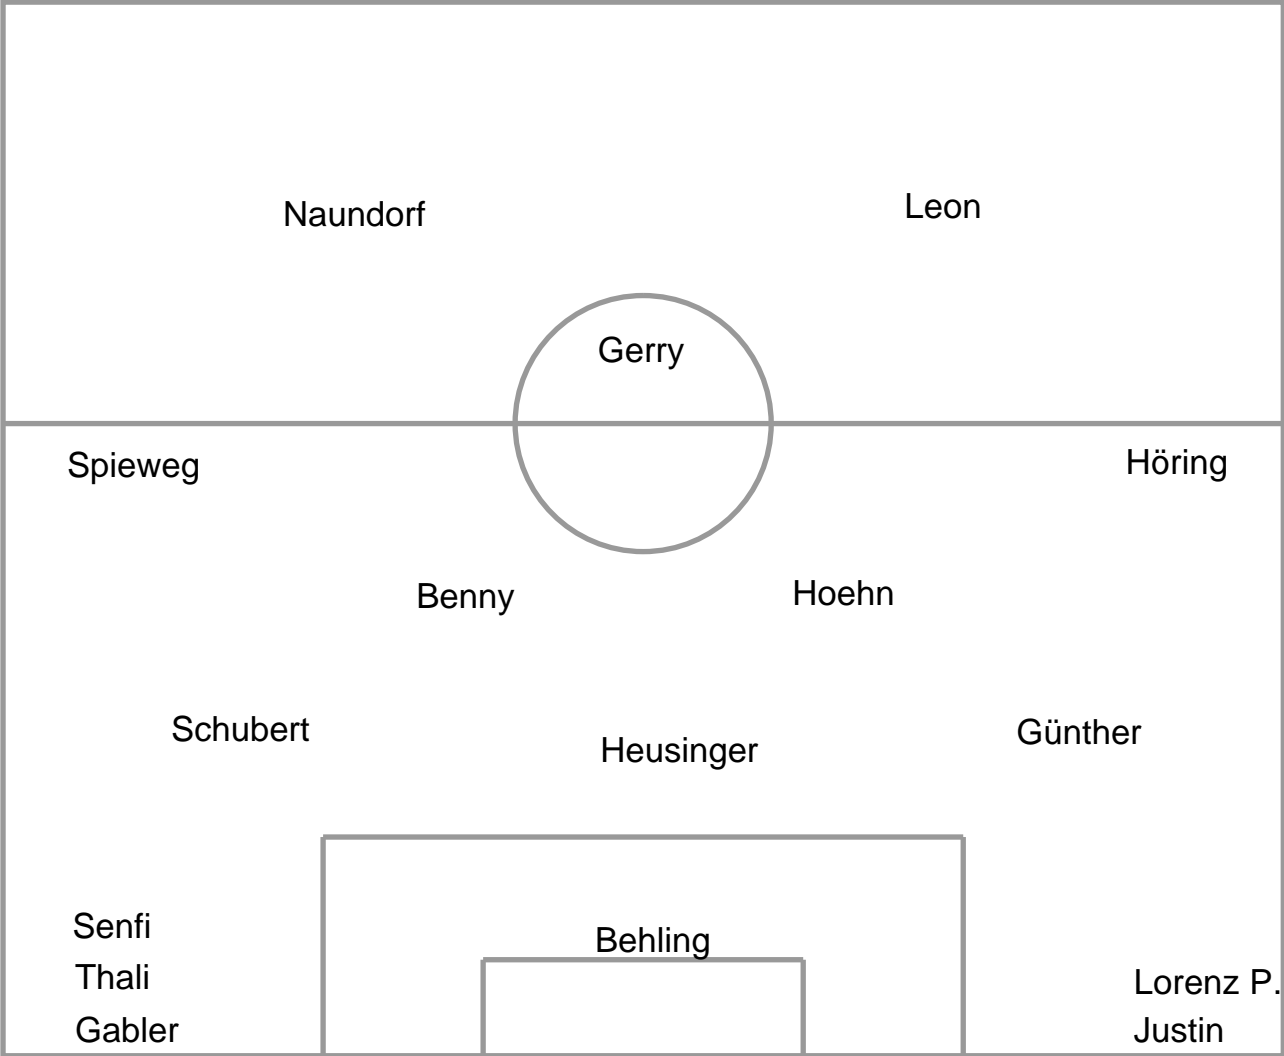 Naundorf
Leon
Gerry
Spieweg
Höring
Benny
Hoehn
Schubert
Heusinger
Günther
Senfi
Thali
Gabler
Behling
Lorenz P.
Justin